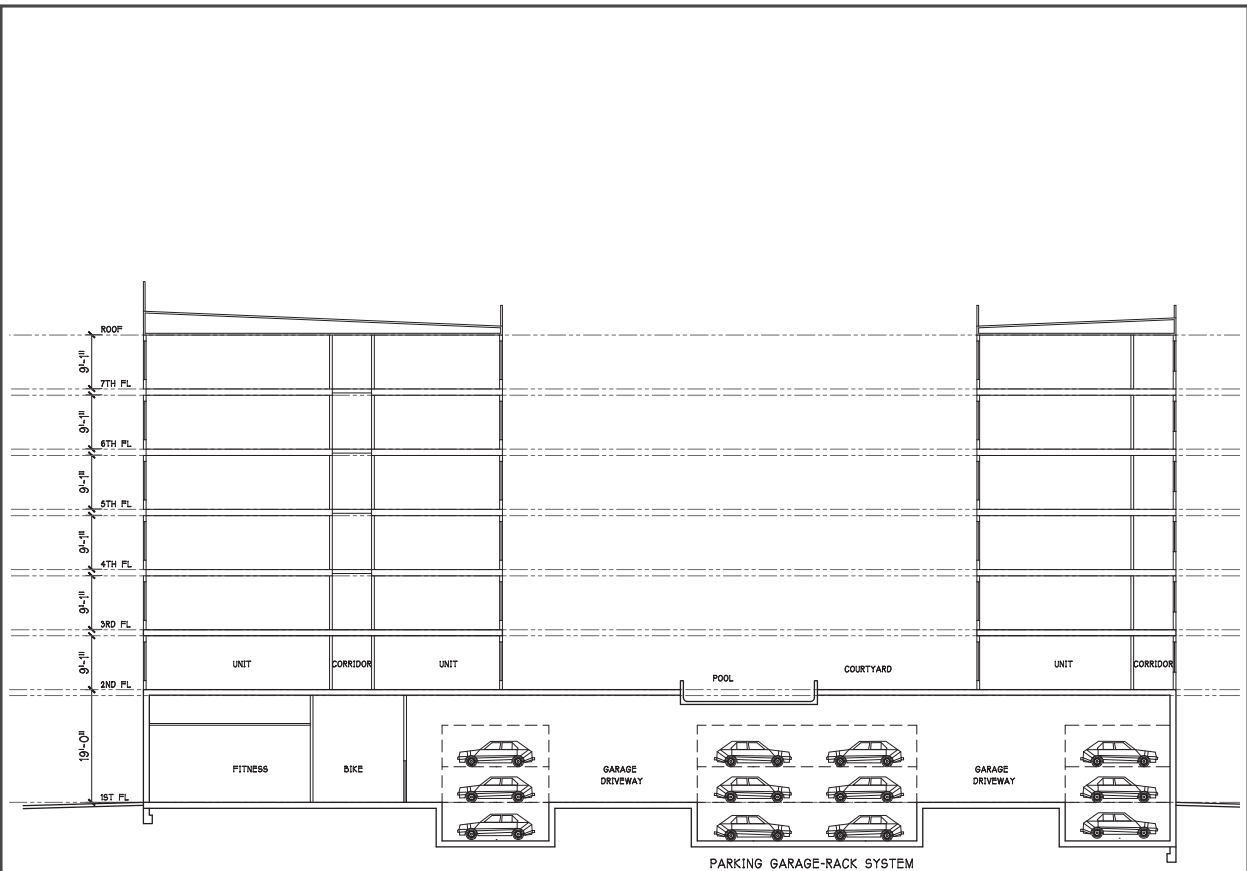 ROOF
9'-1"
7TH FL
9'-1"
6TH FL
9'-1"
5TH FL
9'-1"
4TH FL
9'-1"
3RD FL
9'-1"
UNIT
CORRIDOR
UNIT
COURTYARD
UNIT
CORRIDOR
POOL
2ND FL
19'-0"
FITNESS
BIKE
GARAGE
DRIVEWAY
GARAGE
DRIVEWAY
1ST FL
PARKING GARAGE-RACK SYSTEM